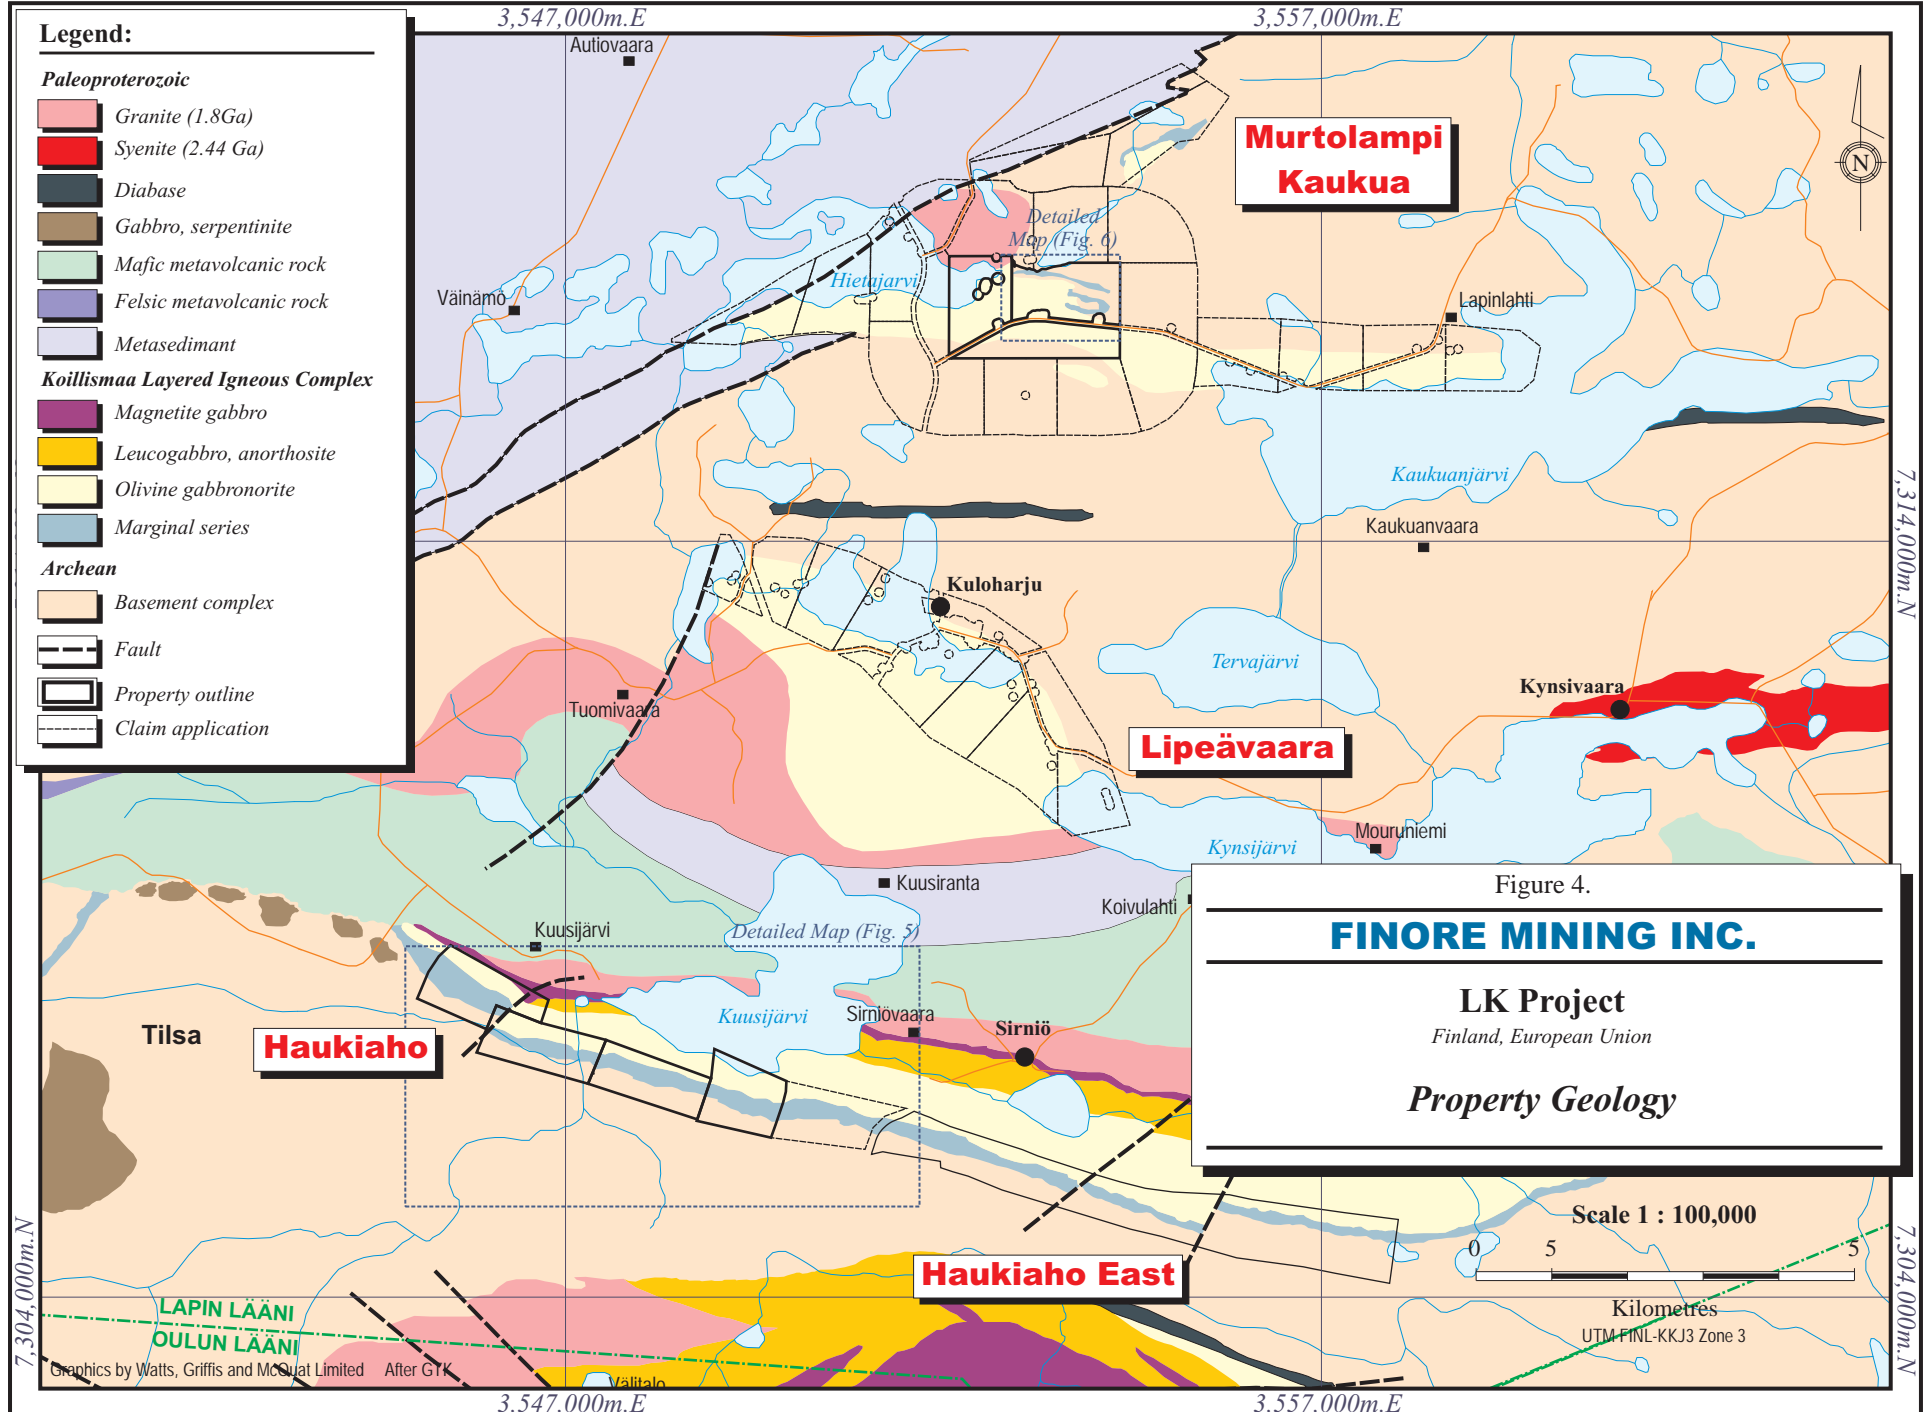 3,547,000m.E
3,557,000m.E
Legend:
Paleoproterozoic
Granite (1.8Ga)
Syenite (2.44 Ga)
Diabase
Gabbro, serpentinite
Mafic metavolcanic rock
Felsic metavolcanic rock
Metasedimant
Koillismaa Layered Igneous Complex
Magnetite gabbro
Leucogabbro, anorthosite
Olivine gabbronorite
Marginal series
Archean
Basement complex
Fault
Property outline
Claim application
Autiovaara
Murtolampi
Kaukua
N
Detailed
Map (Fig. 6)
Hietajarvi
Väinämö
Lapinlahti
Kaukuanjärvi
Kaukuanvaara
7,314,000m.N
Kuloharju
Tervajärvi
Kynsivaara
Tuomivaara
Lipeävaara
Mouruniemi
Kynsijärvi
Kuusiranta
Koivulahti
Kuusijärvi
Detailed Map (Fig. 5)
Kuusijärvi
Sirniövaara
Sirniö
Tilsa
Haukiaho
Figure 4.
FINORE MINING INC.
LK Project
Finland, European Union
Property Geology
Scale 1 : 100,000
0 5 5
Kilometres
UTM FINL-KKJ3 Zone 3
Haukiaho East
7,304,000m.N
7,304,000m.N
LAPIN LÄÄNI
OULUN LÄÄNI
Graphics by Watts, Griffis and McQuat Limited After GTK
Välitalo
3,547,000m.E
3,557,000m.E